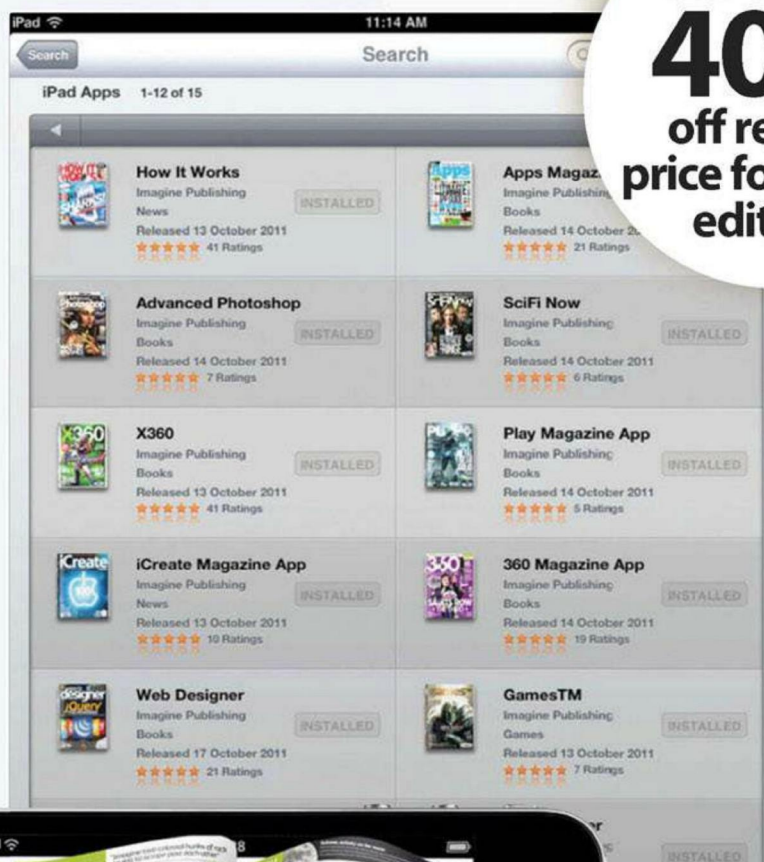 iPad 11:14 AM
Search Search
iPad Apps 1-12 of 15
40
off re
price fo
edit
How It Works
Imagine Publishing
News
Released 13 October 2011
41 Ratings
INSTALLED
Apps Magaz
Imagine Publishing
Books
Released 14 October 20
21 Ratings
Advanced Photoshop
Imagine Publishing
Books
Released 14 October 2011
7 Ratings
INSTALLED
SciFi Now
Imagine Publishing
Books
Released 14 October 2011
6 Ratings
INSTALLED
X360
Imagine Publishing
Books
Released 13 October 2011
41 Ratings
INSTALLED
Play Magazine App
Imagine Publishing
Books
Released 14 October 2011
5 Ratings
INSTALLED
iCreate
iCreate Magazine App
Imagine Publishing
News
Released 13 October 2011
10 Ratings
INSTALLED
360
360 Magazine App
Imagine Publishing
Books
Released 14 October 2011
19 Ratings
INSTALLED
designer
jQuery
Web Designer
Imagine Publishing
Books
Released 17 October 2011
21 Ratings
INSTALLED
GamesTM
Imagine Publishing
Games
Released 13 October 2011
7 Ratings
INSTALLED
INSTALLED